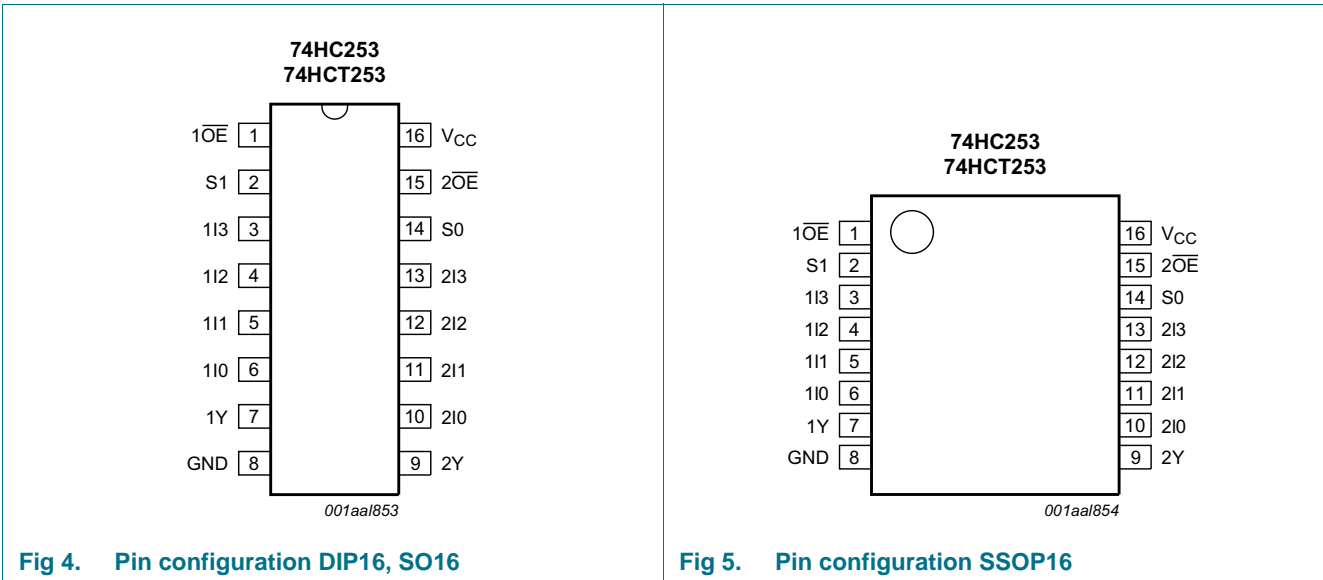 74HC253
74HCT253
1O̅E̅ 1
16 VCC
S1 2
15 2O̅E̅
1I3 3
14 S0
1I2 4
13 2I3
1I1 5
12 2I2
1I0 6
11 2I1
1Y 7
10 2I0
GND 8
9 2Y
001aal853
Fig 4. Pin configuration DIP16, SO16
74HC253
74HCT253
1O̅E̅ 1
16 VCC
S1 2
15 2O̅E̅
1I3 3
14 S0
1I2 4
13 2I3
1I1 5
12 2I2
1I0 6
11 2I1
1Y 7
10 2I0
GND 8
9 2Y
001aal854
Fig 5. Pin configuration SSOP16